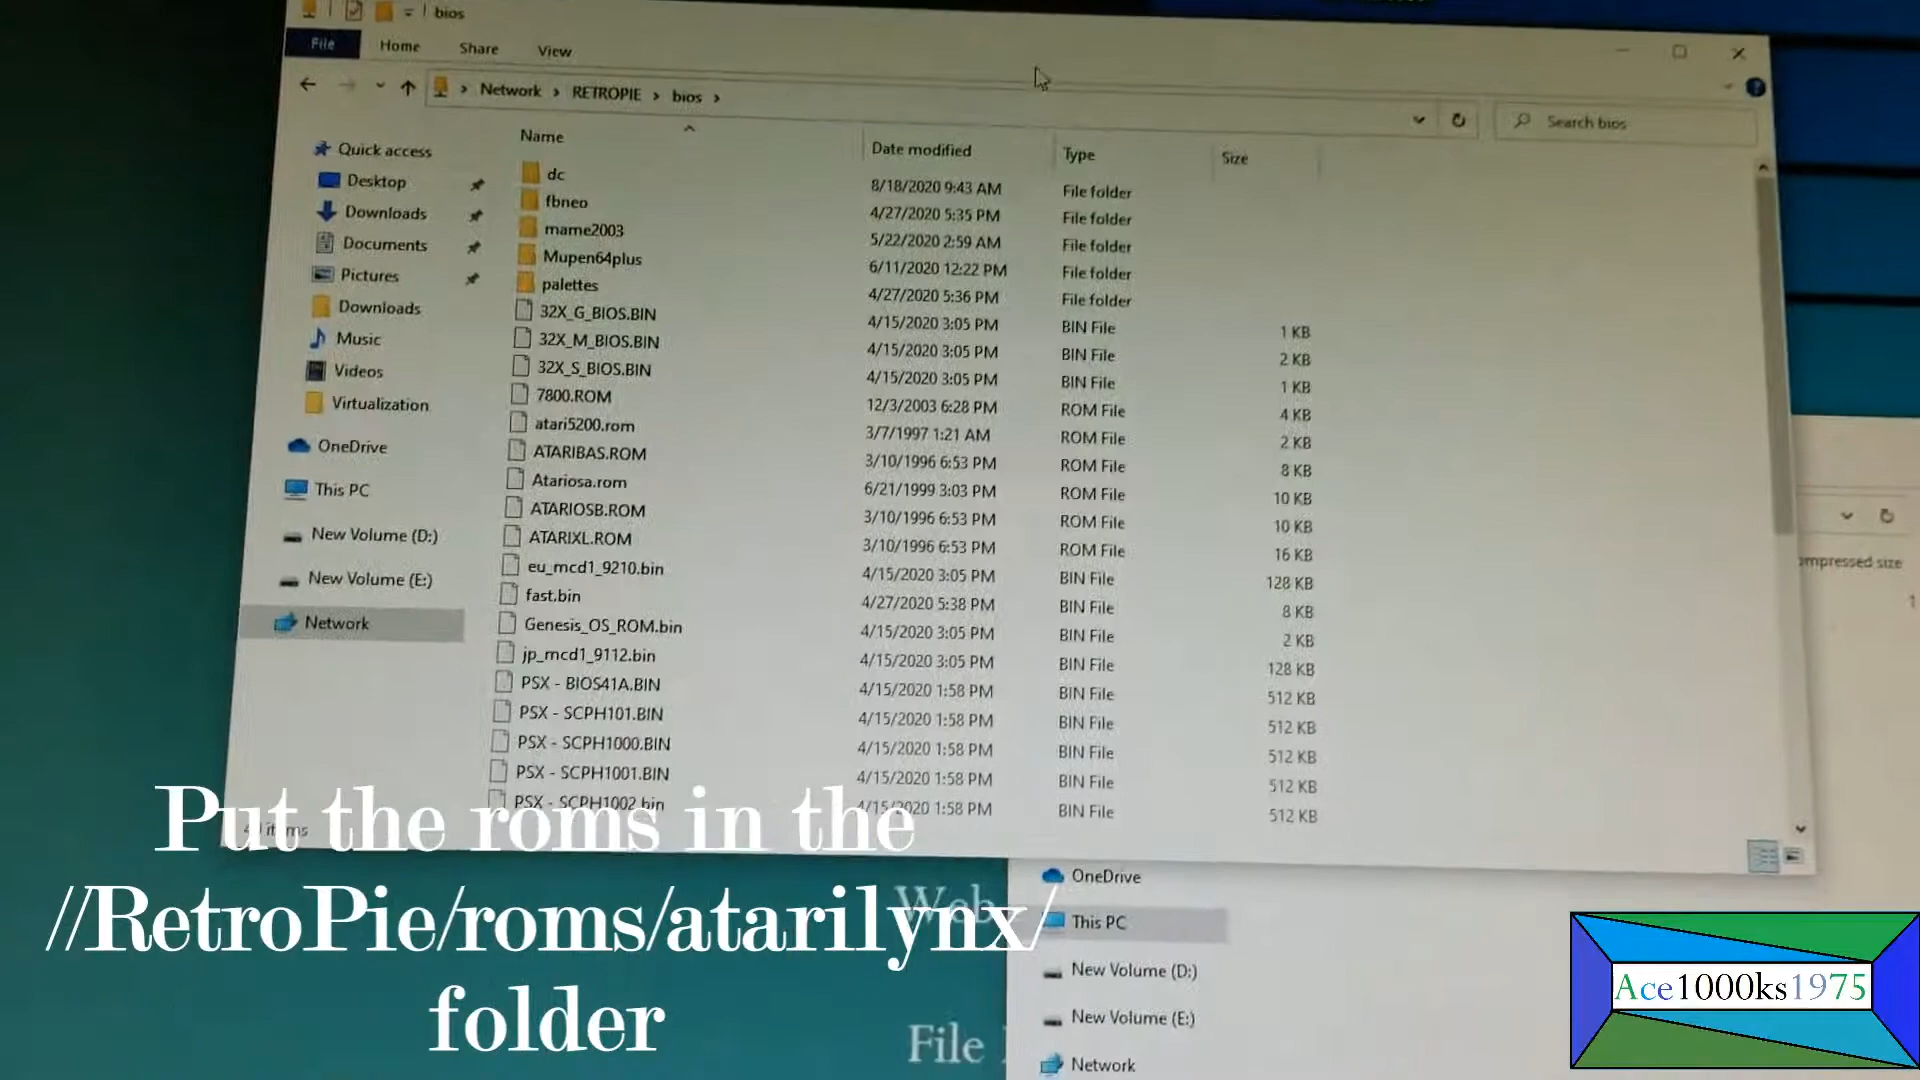 bios
File Home Share View
Network > RETROPIE > bios >
Search bios
Name Date modified Type Size
Quick access
Desktop
Downloads
Documents
Pictures
Downloads
Music
Videos
Virtualization
OneDrive
This PC
New Volume (D:)
New Volume (E:)
Network
dc 8/18/2020 9:43 AM File folder
fbneo 4/27/2020 5:35 PM File folder
mame2003 5/22/2020 2:59 AM File folder
Mupen64plus 6/11/2020 12:22 PM File folder
palettes 4/27/2020 5:36 PM File folder
32X_G_BIOS.BIN 4/15/2020 3:05 PM BIN File 1 KB
32X_M_BIOS.BIN 4/15/2020 3:05 PM BIN File 2 KB
32X_S_BIOS.BIN 4/15/2020 3:05 PM BIN File 1 KB
7800.ROM 12/3/2003 6:28 PM ROM File 4 KB
atari5200.rom 3/7/1997 1:21 AM ROM File 2 KB
ATARIBAS.ROM 3/10/1996 6:53 PM ROM File 8 KB
Atariosa.rom 6/21/1999 3:03 PM ROM File 10 KB
ATARIOSB.ROM 3/10/1996 6:53 PM ROM File 10 KB
ATARIXL.ROM 3/10/1996 6:53 PM ROM File 16 KB
eu_mcd1_9210.bin 4/15/2020 3:05 PM BIN File 128 KB
fast.bin 4/27/2020 5:38 PM BIN File 8 KB
Genesis_OS_ROM.bin 4/15/2020 3:05 PM BIN File 2 KB
jp_mcd1_9112.bin 4/15/2020 3:05 PM BIN File 128 KB
PSX - BIOS41A.BIN 4/15/2020 1:58 PM BIN File 512 KB
PSX - SCPH101.BIN 4/15/2020 1:58 PM BIN File 512 KB
PSX - SCPH1000.BIN 4/15/2020 1:58 PM BIN File 512 KB
PSX - SCPH1001.BIN 4/15/2020 1:58 PM BIN File 512 KB
PSX - SCPH1002.bin 4/15/2020 1:58 PM BIN File 512 KB
items
ompressed size
1
Put the roms in the
//RetroPie/roms/atarilynx/
folder
Web
File
OneDrive
This PC
New Volume (D:)
New Volume (E:)
Network
Ace1000ks1975